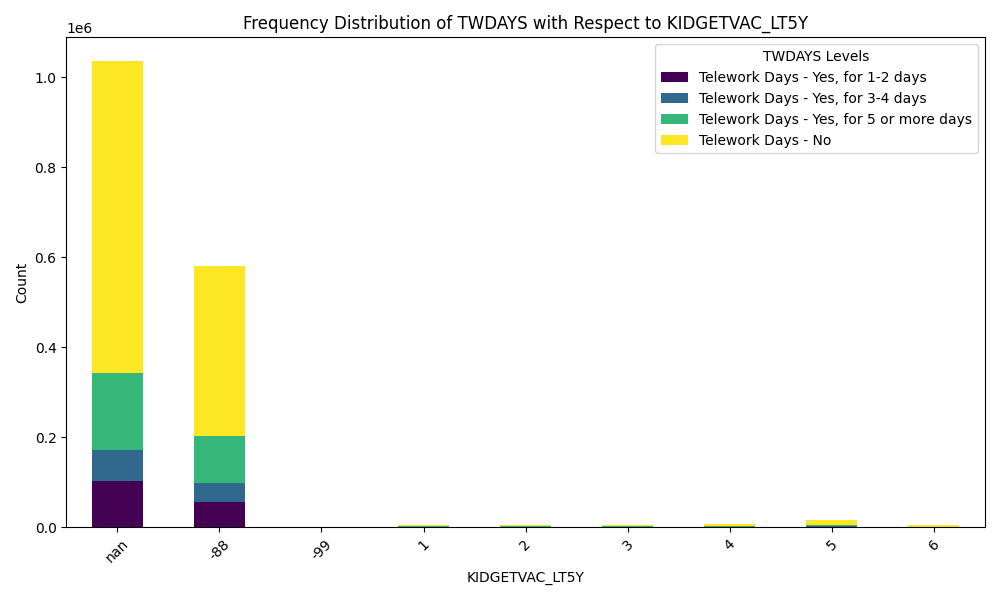 Frequency Distribution of TWDAYS with Respect to KIDGETVAC_LT5Y
1e6
TWDAYS Levels
Telework Days - Yes, for 1-2 days
Telework Days - Yes, for 3-4 days
Telework Days - Yes, for 5 or more days
Telework Days - No
1.0
0.8
0.6
0.4
0.2
0.0
Count
nan -88 -99 1 2 3 4 5 6
KIDGETVAC_LT5Y